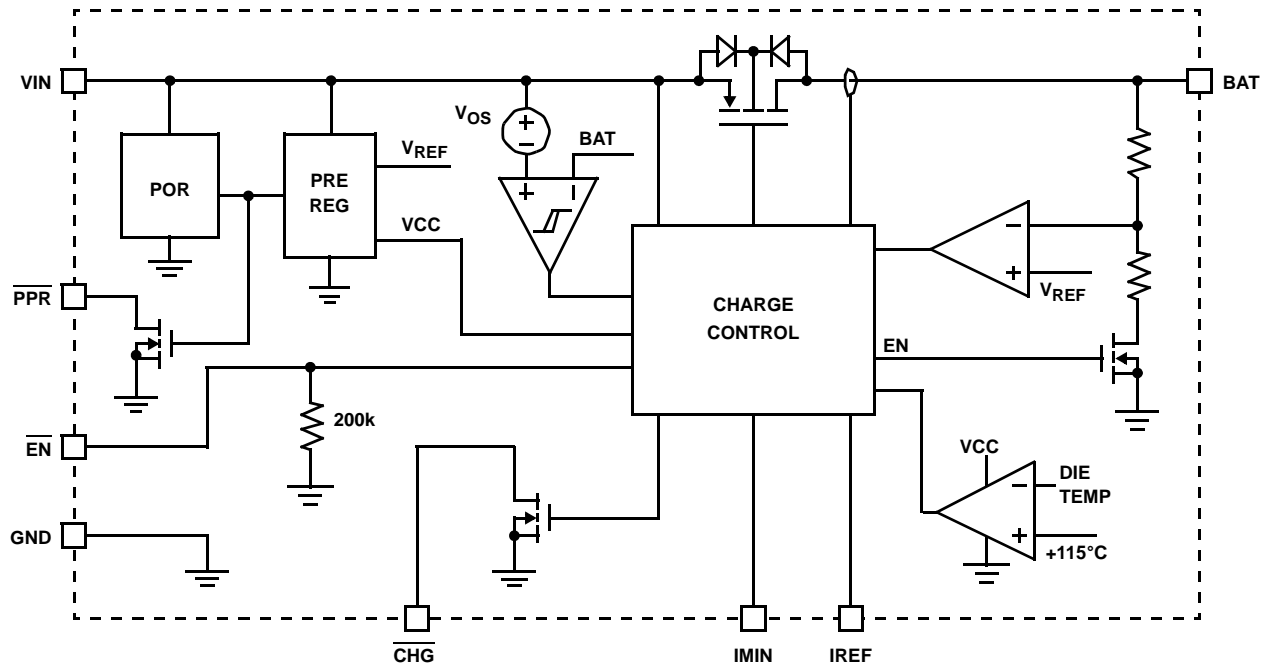 VIN
BAT
VOS
+
−
BAT
VREF
POR
PRE
REG
+
−
VCC
−
+
VREF
PPR
CHARGE
CONTROL
EN
EN
200k
VCC
−
DIE
TEMP
+
+115°C
GND
CHG
IMIN
IREF